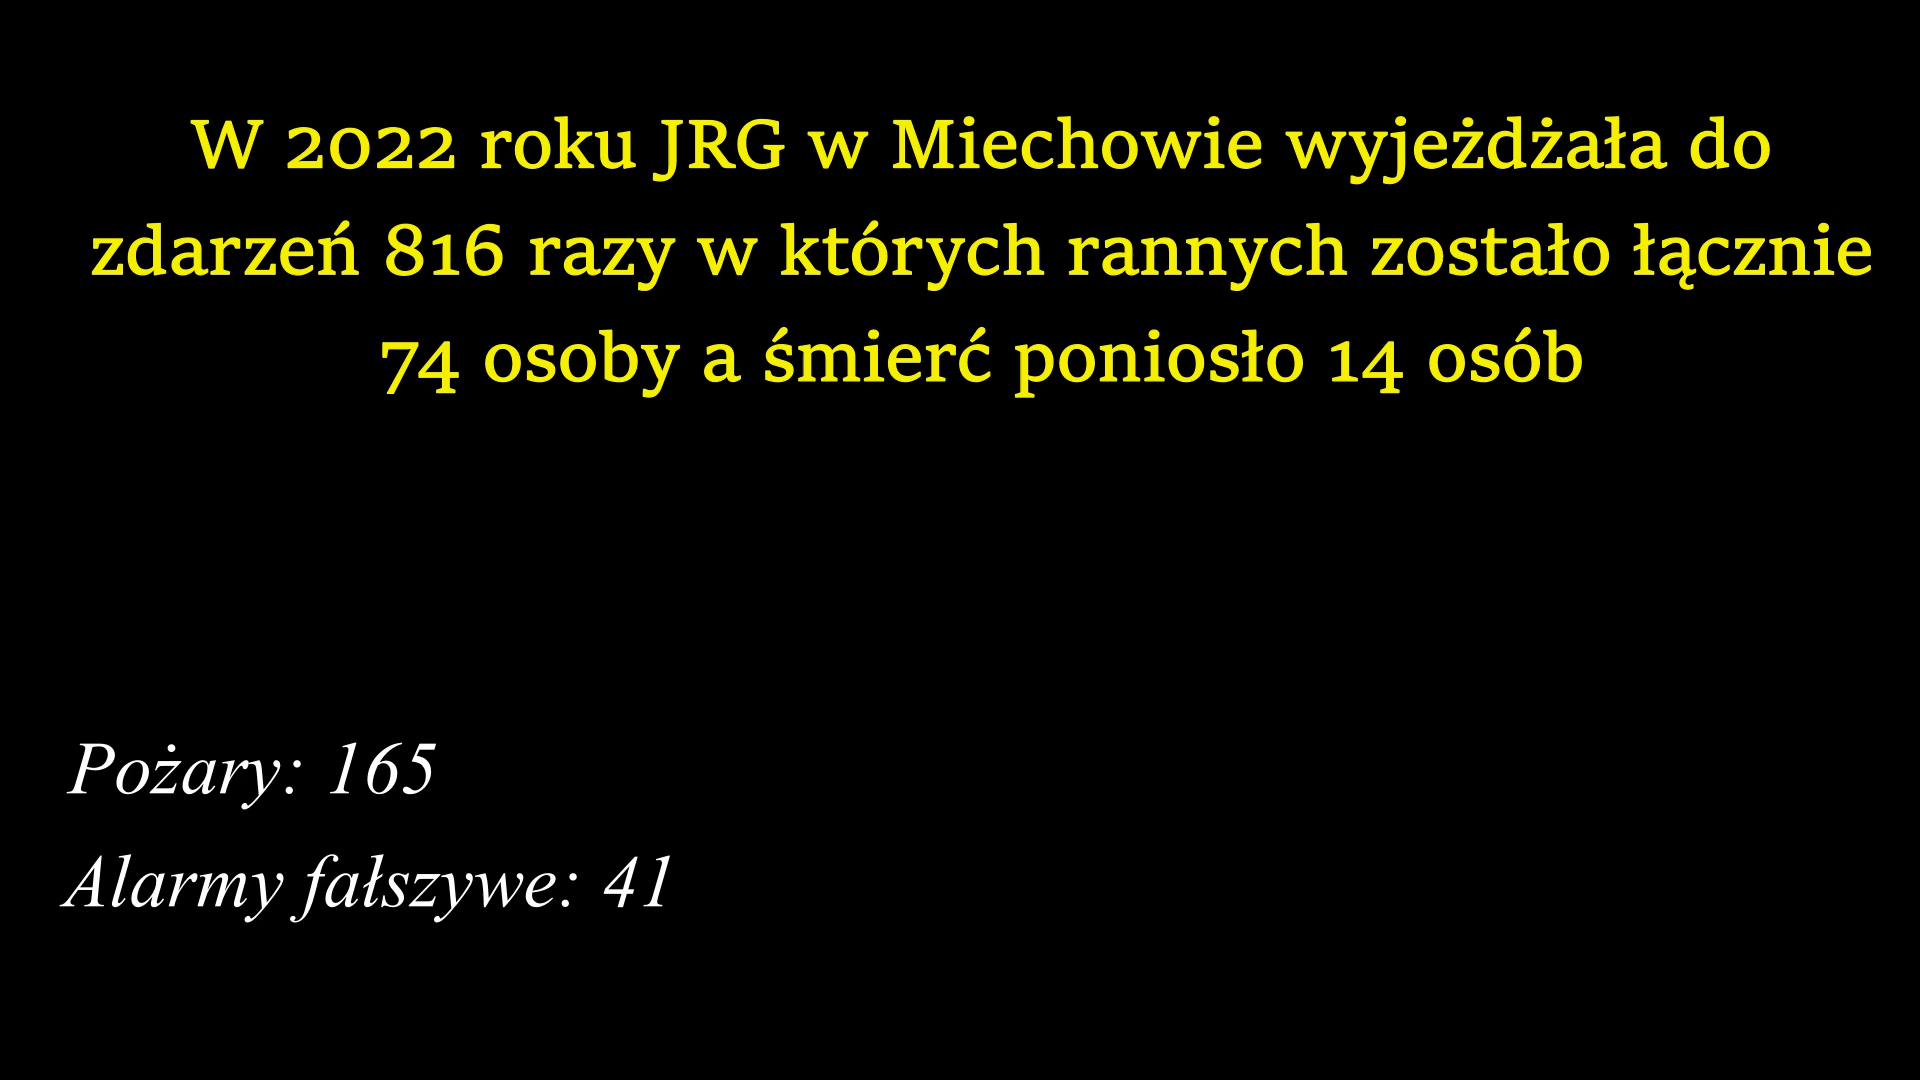 W 2022 roku JRG w Miechowie wyjeżdżała do
zdarzeń 816 razy w których rannych zostało łącznie
74 osoby a śmierć poniosło 14 osób
Pożary: 165
Alarmy fałszywe: 41